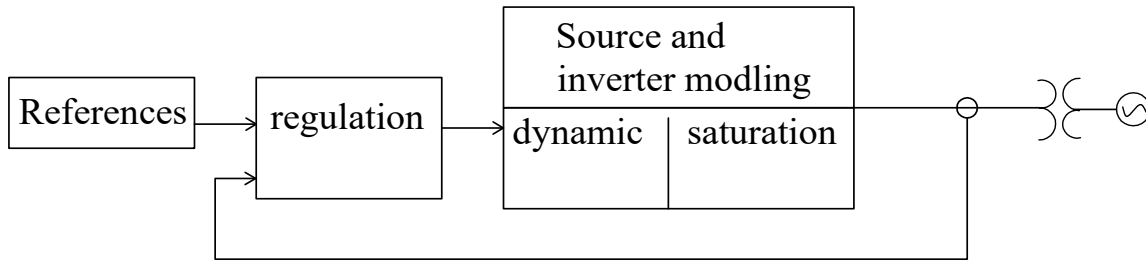 References
regulation
Source and
inverter modling
dynamic
saturation